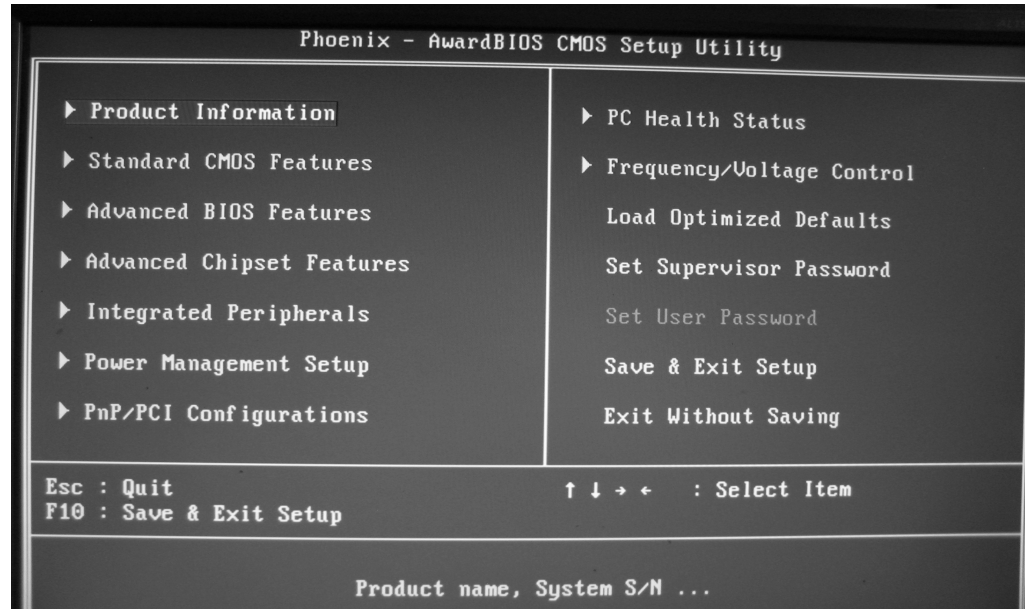 Phoenix - AwardBIOS CMOS Setup Utility
Product Information
Standard CMOS Features
Advanced BIOS Features
Advanced Chipset Features
Integrated Peripherals
Power Management Setup
PnP/PCI Configurations
PC Health Status
Frequency/Voltage Control
Load Optimized Defaults
Set Supervisor Password
Set User Password
Save & Exit Setup
Exit Without Saving
Esc : Quit
F10 : Save & Exit Setup
↑ ↓ → ← : Select Item
Product name, System S/N ...